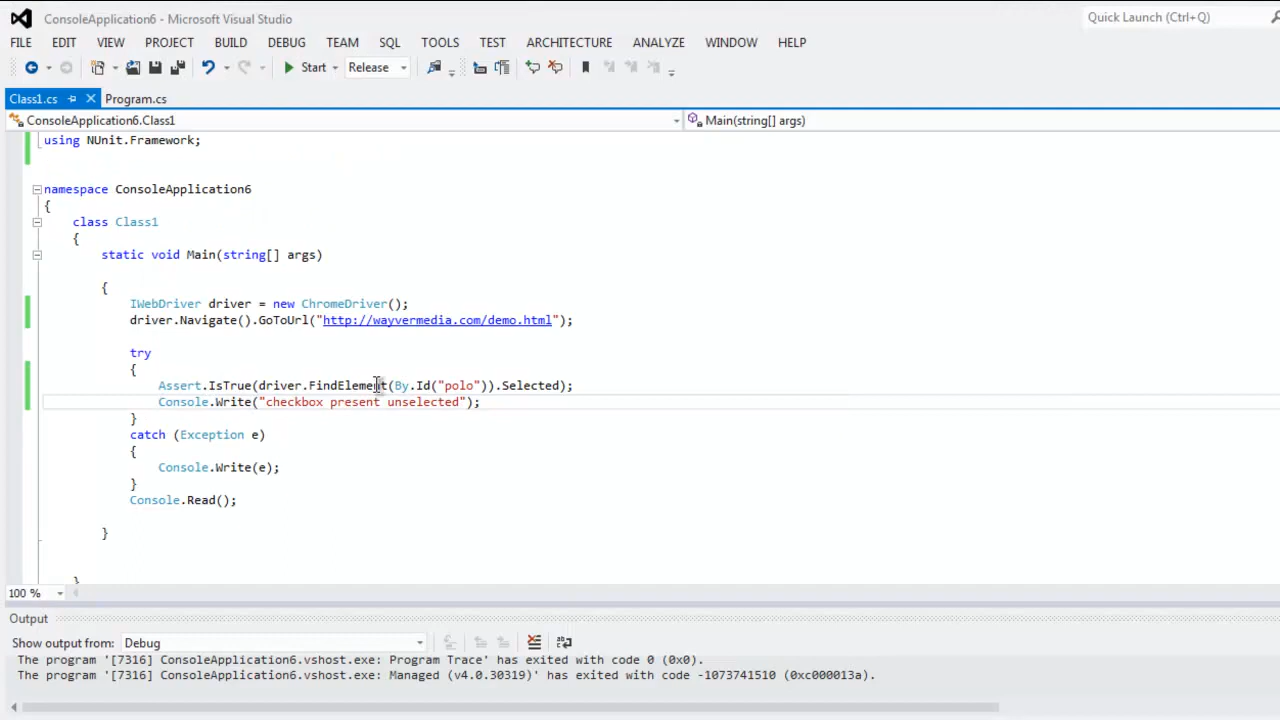 ConsoleApplication6 - Microsoft Visual Studio
Quick Launch (Ctrl+Q)
FILE EDIT VIEW PROJECT BUILD DEBUG TEAM SQL TOOLS TEST ARCHITECTURE ANALYZE WINDOW HELP
Start Release
Class1.cs Program.cs
ConsoleApplication6.Class1 Main(string[] args)
using NUnit.Framework;
namespace ConsoleApplication6
{
class Class1
{
static void Main(string[] args)
{
IWebDriver driver = new ChromeDriver();
driver.Navigate().GoToUrl("http://wayvermedia.com/demo.html");
try
{
Assert.IsTrue(driver.FindElement(By.Id("polo")).Selected);
Console.Write("checkbox present unselected");
}
catch (Exception e)
{
Console.Write(e);
}
Console.Read();
}
}
100 %
Output
Show output from: Debug
The program '[7316] ConsoleApplication6.vshost.exe: Program Trace' has exited with code 0 (0x0).
The program '[7316] ConsoleApplication6.vshost.exe: Managed (v4.0.30319)' has exited with code -1073741510 (0xc000013a).